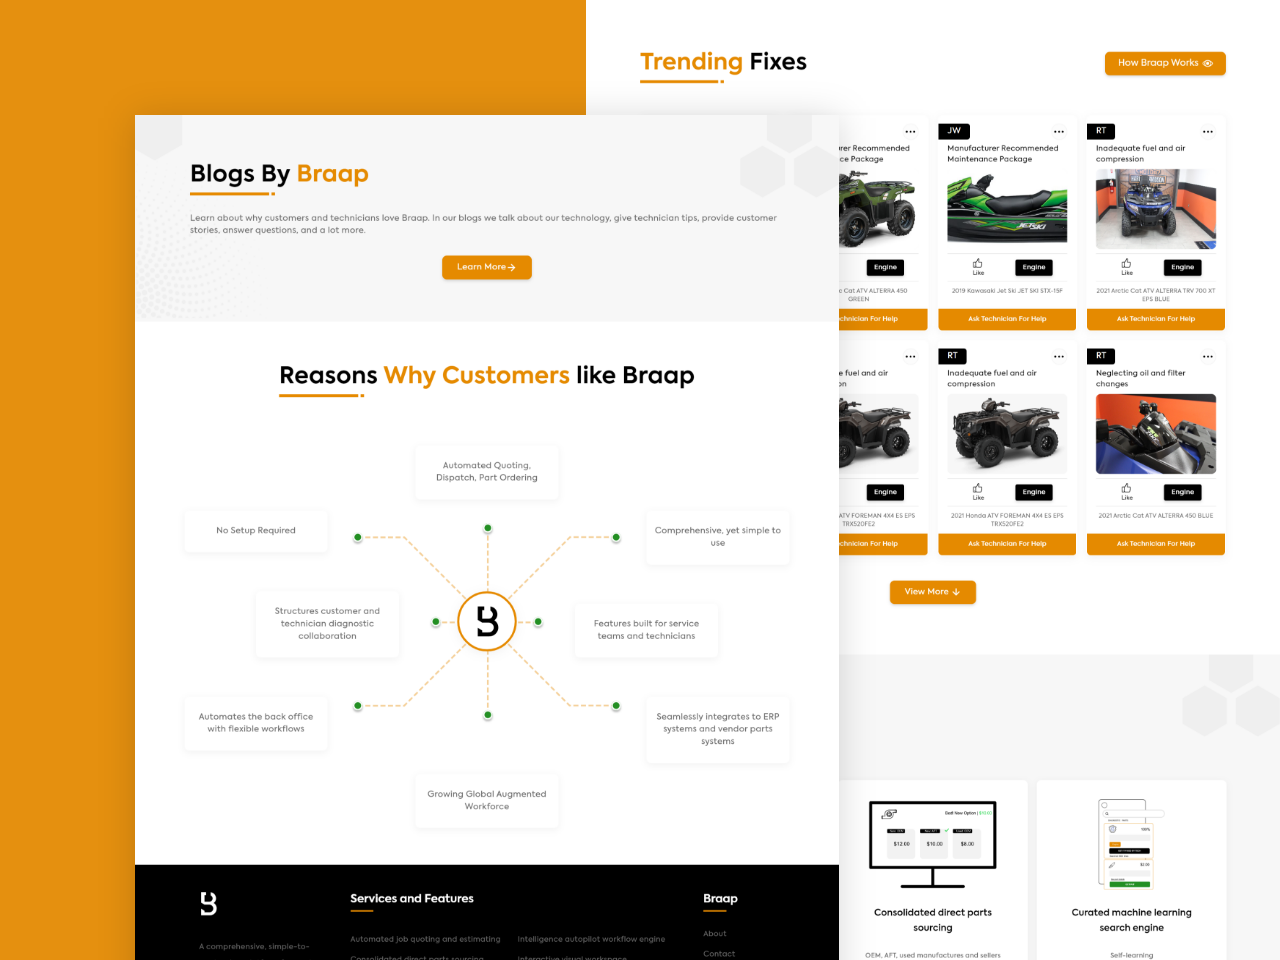 Trending Fixes
How Braap Works
Blogs By Braap
Learn about why customers and technicians love Braap. In our blogs we talk about our technology, give technician tips, provide customer
stories, answer questions, and a lot more.
Learn More
Recommended
ce Package
Engine
Cat ATV ALTERRA 450
GREEN
Technician For Help
JW
Manufacturer Recommended
Maintenance Package
JET SKI
Like
Engine
2019 Kawasaki Jet Ski JET SKI STX-15F
Ask Technician For Help
RT
Inadequate fuel and air
compression
Like
Engine
2021 Arctic Cat ATV ALTERRA TRV 700 XT
EPS BLUE
Ask Technician For Help
fuel and air
on
Engine
ATV FOREMAN 4X4 ES EPS
TRX520FE2
Technician For Help
RT
Inadequate fuel and air
compression
Like
Engine
2021 Honda ATV FOREMAN 4X4 ES EPS
TRX520FE2
Ask Technician For Help
RT
Neglecting oil and filter
changes
Like
Engine
2021 Arctic Cat ATV ALTERRA 450 BLUE
Ask Technician For Help
View More
Reasons Why Customers like Braap
Automated Quoting,
Dispatch, Part Ordering
No Setup Required
Comprehensive, yet simple to
use
Structures customer and
technician diagnostic
collaboration
Features built for service
teams and technicians
Automates the back office
with flexible workflows
Seamlessly integrates to ERP
systems and vendor parts
systems
Growing Global Augmented
Workforce
$12.00
$10.00
$8.00
Consolidated direct parts
sourcing
OEM, AFT, used manufactures and sellers
100%
$2.00
Curated machine learning
search engine
Self-learning
A comprehensive, simple-to-
Services and Features
Automated job quoting and estimating
Consolidated direct parts sourcing
Intelligence autopilot workflow engine
Interactive visual workspace
Braap
About
Contact